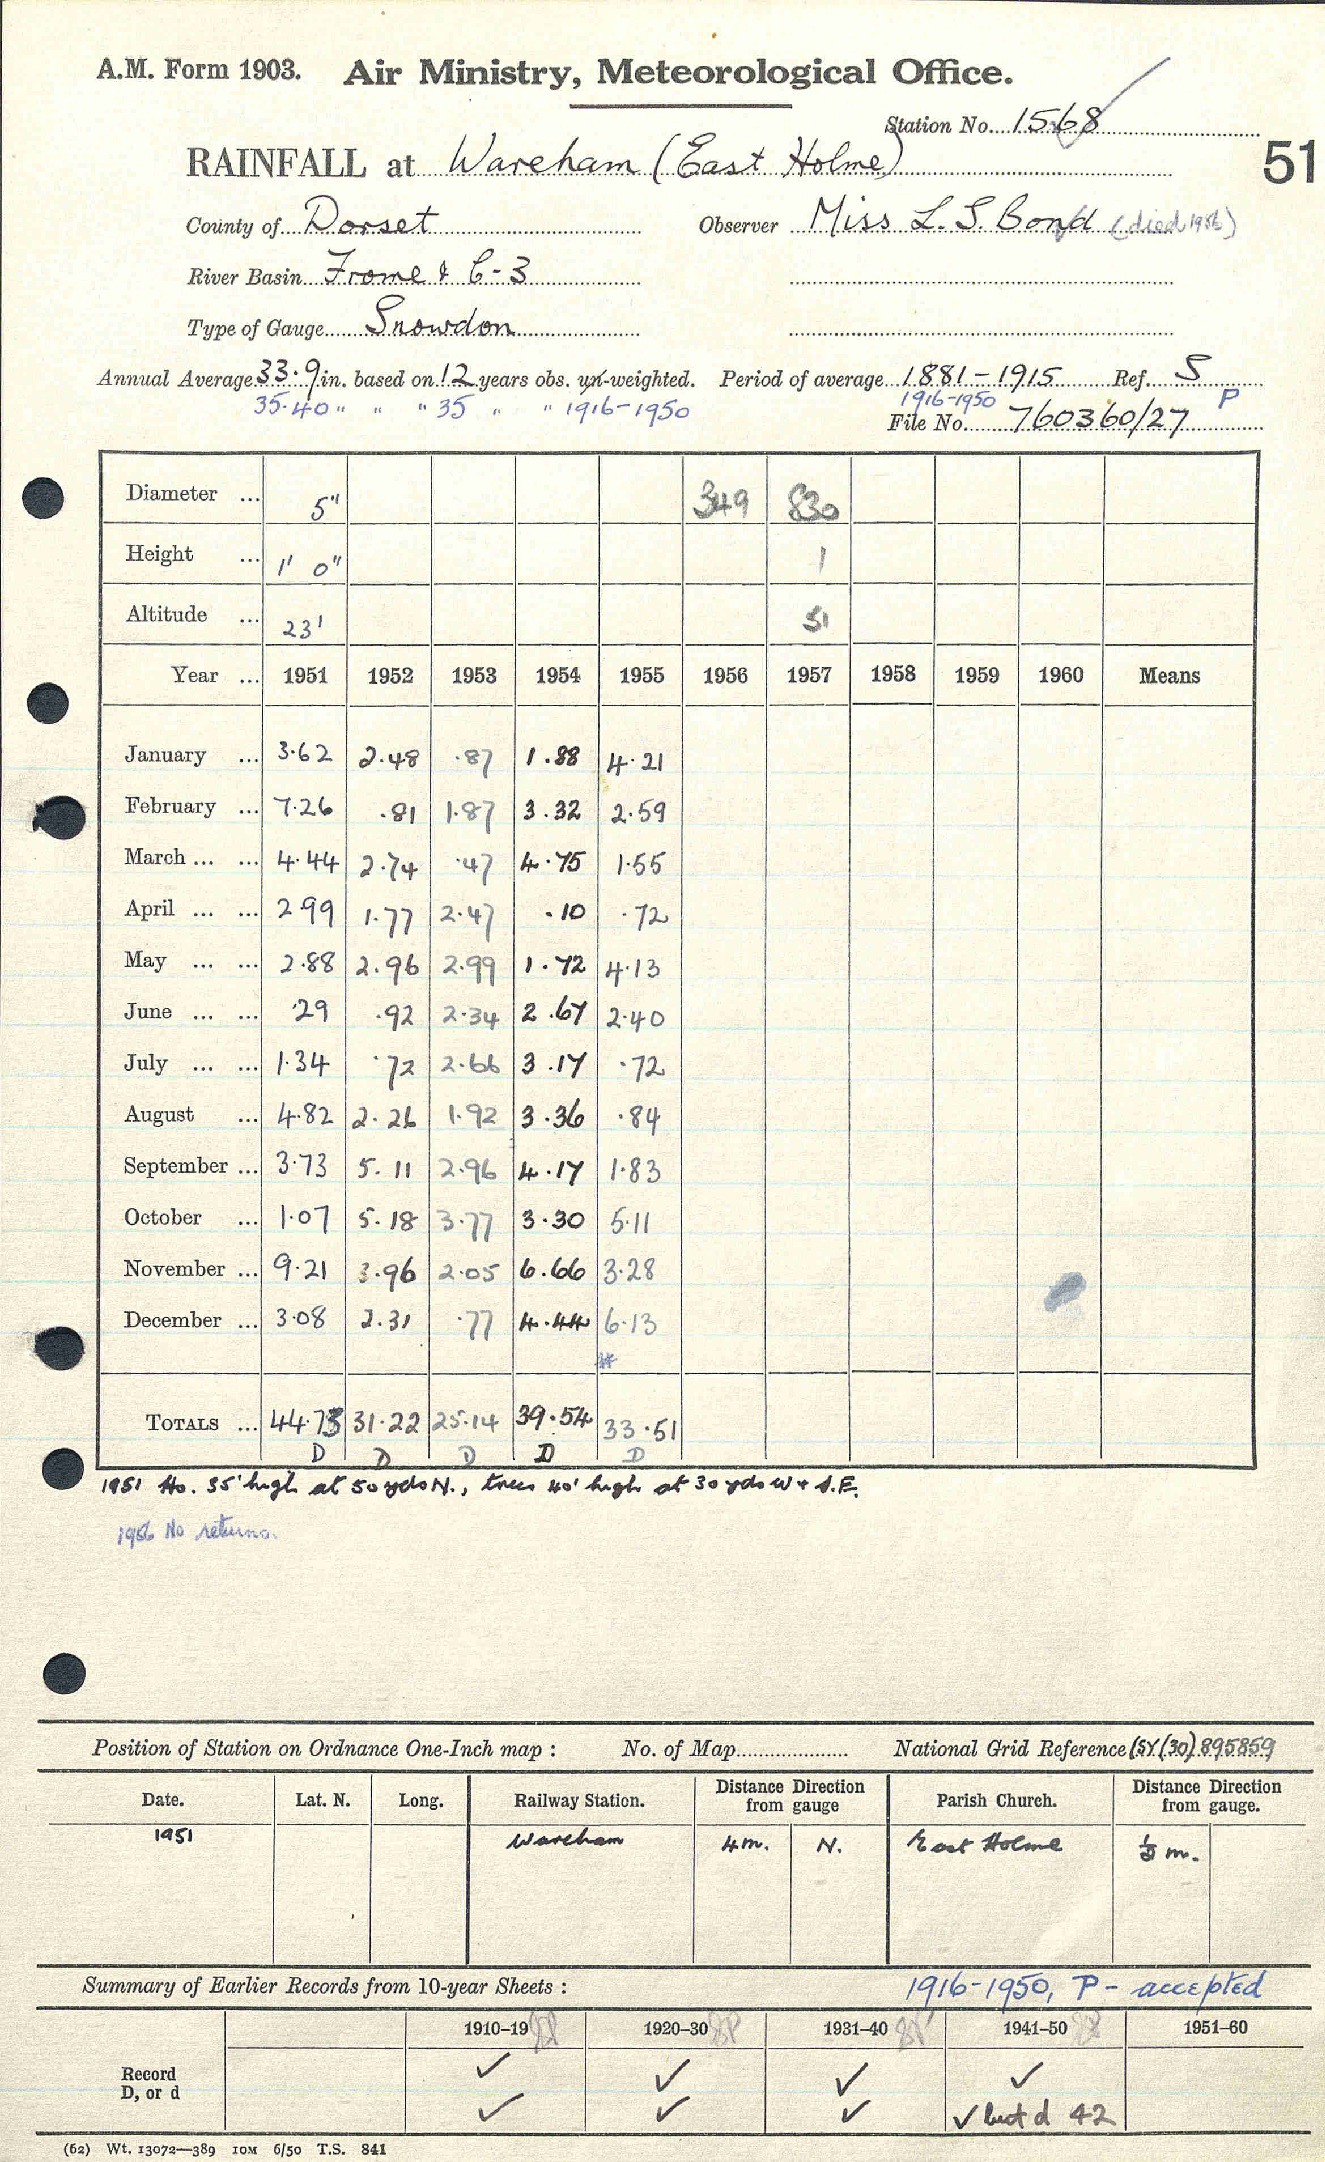 A.M. Form 1903. Air Ministry, Meteorological Office.
Station No. 1568
51
RAINFALL at Wareham (East Holme)
County of Dorset Observer Miss L. S. Bond (died 1956)
River Basin Frome & C-3
Type of Gauge Snowdon
Annual Average 33.9 in. based on 12 years obs. un-weighted. Period of average 1881-1915 Ref. S
35.40 " " " 35 " " 1916-1950 1916-1950 P
File No. 760360/27
Diameter ... 5" 349 830
Height ... 1' 0" 1
Altitude ... 23' 51
Year ... 1951 1952 1953 1954 1955 1956 1957 1958 1959 1960 Means
January ... 3.62 2.48 .87 1.88 4.21
February ... 7.26 .81 1.87 3.32 2.59
March ... ... 4.44 2.74 .47 4.75 1.55
April ... ... 2.99 1.77 2.47 .10 .72
May ... ... 2.88 2.96 2.99 1.72 4.13
June ... ... .29 .92 2.34 2.67 2.40
July ... ... 1.34 .72 2.66 3.17 .72
August ... 4.82 2.26 1.92 3.36 .84
September ... 3.73 5.11 2.96 4.17 1.83
October ... 1.07 5.18 3.77 3.30 5.11
November ... 9.21 3.96 2.05 6.66 3.28
December ... 3.08 2.31 .77 4.44 6.13
TOTALS ... 44.73 31.22 25.14 39.54 33.51
D D D D D
1951 Ho. 35' high at 50 yds N., trees 40' high at 30 yds W + S.E.
1956 No returns.
Position of Station on Ordnance One-Inch map : No. of Map National Grid Reference (SY(30) 895859
Date. Lat. N. Long. Railway Station. Distance from Direction gauge Parish Church. Distance from Direction gauge.
1951 Wareham 4m. N. East Holme m.
Summary of Earlier Records from 10-year Sheets : 1916-1950, P - accepted
1910–19 1920–30 1931–40 1941–50 1951–60
Record ✓ ✓ ✓ ✓
D, or d ✓ ✓ ✓ ✓ but d 42
(62) Wt. 13072—389 10M 6/50 T.S. 841